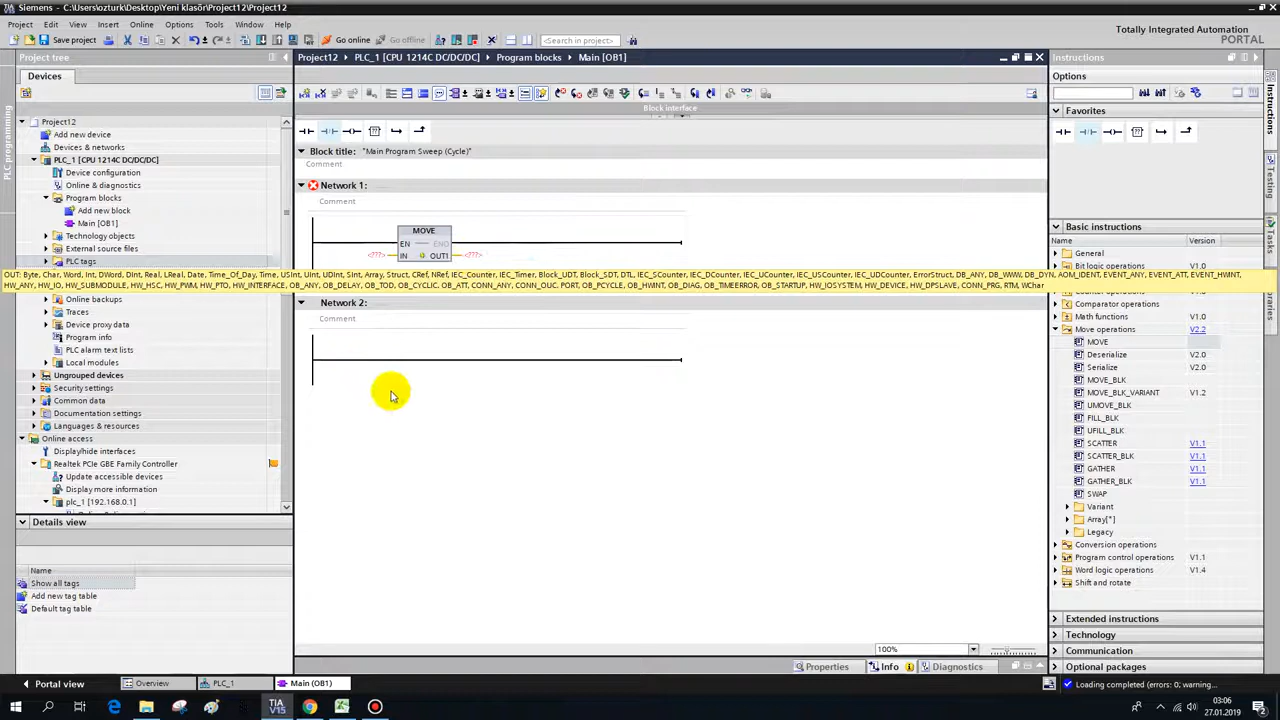 Siemens - C:\Users\ozturk\Desktop\Yeni klasör\Project12\Project12
Project Edit View Insert Online Options Tools Window Help
Save project
Go online
Go offline
<Search in project>
Totally Integrated Automation
PORTAL
Project tree
Project12 PLC_1 [CPU 1214C DC/DC/DC] Program blocks Main [OB1]
Instructions
Devices
Options
PLC programming
Block interface
Favorites
Project12
Add new device
Devices & networks
PLC_1 [CPU 1214C DC/DC/DC]
Device configuration
Online & diagnostics
Program blocks
Add new block
Main [OB1]
Technology objects
External source files
PLC tags
Block title: "Main Program Sweep (Cycle)"
Comment
Network 1:
Comment
MOVE
EN ENO
<???> IN OUT1 <???>
OUT: Byte, Char, Word, Int, DWord, Dint, Real, LReal, Date, Time_Of_Day, Time, USInt, UInt, UDInt, SInt, Array, Struct, CRef, NRef, IEC_Counter, IEC_Timer, Block_UDT, Block_SDT, DTL, IEC_SCounter, IEC_DCounter, IEC_UCounter, IEC_USCounter, IEC_UDCounter, ErrorStruct, DB_ANY, DB_WWW, DB_DYN, AOM_IDENT, EVENT_ANY, EVENT_ATT, EVENT_HWINT,
HW_ANY, HW_IO, HW_SUBMODULE, HW_HSC, HW_PWM, HW_PTO, HW_INTERFACE, OB_ANY, OB_DELAY, OB_TOD, OB_CYCLIC, OB_ATT, CONN_ANY, CONN_OUC, PORT, OB_PCYCLE, OB_HWINT, OB_DIAG, OB_TIMEERROR, OB_STARTUP, HW_IOSYSTEM, HW_DEVICE, HW_DPSLAVE, CONN_PRG, RTM, WChar
Online backups
Traces
Device proxy data
Program info
PLC alarm text lists
Local modules
Ungrouped devices
Security settings
Common data
Documentation settings
Languages & resources
Online access
Display/hide interfaces
Realtek PCIe GBE Family Controller
Update accessible devices
Display more information
plc_1 [192.168.0.1]
Network 2:
Comment
Basic instructions
Name Version
General
Bit logic operations V1.0
Comparator operations
Math functions V1.0
Move operations V2.2
MOVE
Deserialize V2.0
Serialize V2.0
MOVE_BLK
MOVE_BLK_VARIANT V1.2
UMOVE_BLK
FILL_BLK
UFILL_BLK
SCATTER V1.1
SCATTER_BLK V1.1
GATHER V1.1
GATHER_BLK V1.1
SWAP
Variant
Array[*]
Legacy
Conversion operations
Program control operations V1.1
Word logic operations V1.4
Shift and rotate
Extended instructions
Technology
Communication
Optional packages
Instructions
Testing
Tasks
Details view
Name
Show all tags
Add new tag table
Default tag table
100%
Properties Info Diagnostics
Portal view Overview PLC_1 Main (OB1)
Loading completed (errors: 0; warning...
TIA
V15
03:06
27.01.2019
2